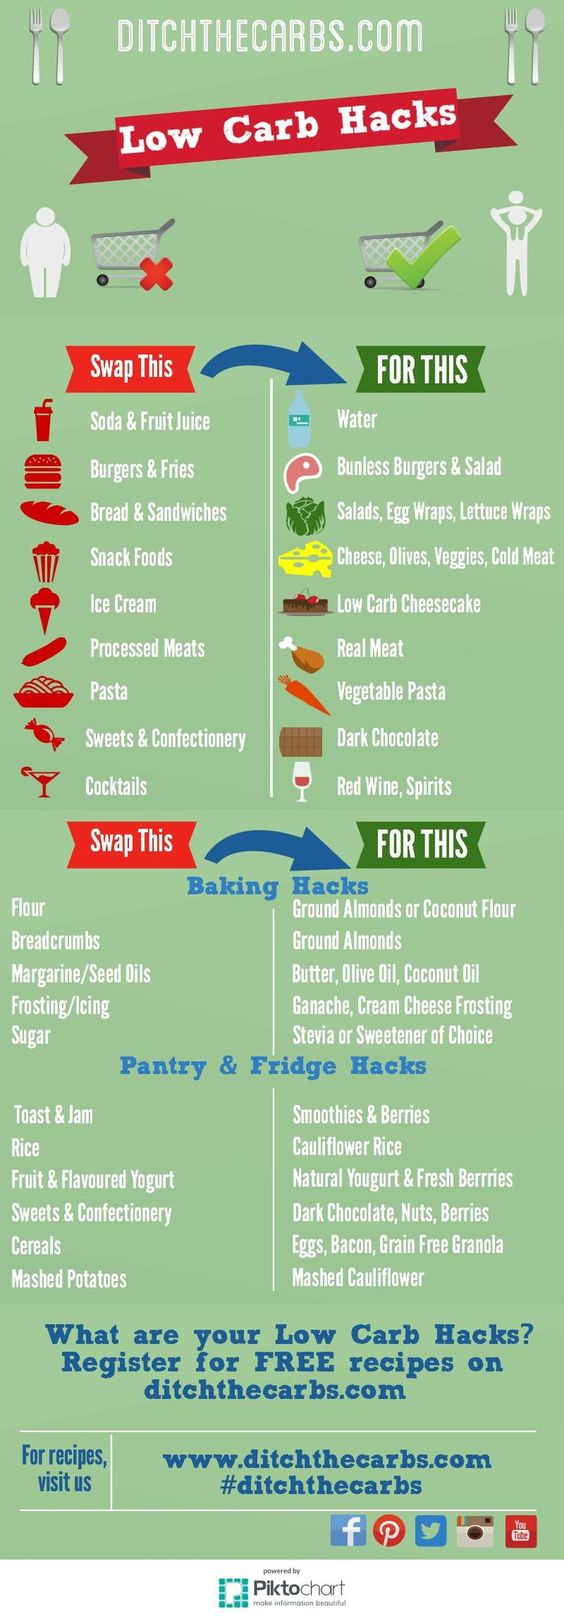 DITCHTHECARBS.COM
Low Carb Hacks
Swap This
FOR THIS
Soda & Fruit Juice
Water
Burgers & Fries
Bunless Burgers & Salad
Bread & Sandwiches
Salads, Egg Wraps, Lettuce Wraps
Snack Foods
Cheese, Olives, Veggies, Cold Meat
Ice Cream
Low Carb Cheesecake
Processed Meats
Real Meat
Pasta
Vegetable Pasta
Sweets & Confectionery
Dark Chocolate
Cocktails
Red Wine, Spirits
Swap This
FOR THIS
Baking Hacks
Flour
Ground Almonds or Coconut Flour
Breadcrumbs
Ground Almonds
Margarine/Seed Oils
Butter, Olive Oil, Coconut Oil
Frosting/Icing
Ganache, Cream Cheese Frosting
Sugar
Stevia or Sweetener of Choice
Pantry & Fridge Hacks
Toast & Jam
Smoothies & Berries
Rice
Cauliflower Rice
Fruit & Flavoured Yogurt
Natural Yougurt & Fresh Berrries
Sweets & Confectionery
Dark Chocolate, Nuts, Berries
Cereals
Eggs, Bacon, Grain Free Granola
Mashed Potatoes
Mashed Cauliflower
What are your Low Carb Hacks?
Register for FREE recipes on
ditchthecarbs.com
For recipes,
visit us
www.ditchthecarbs.com
#ditchthecarbs
You
Tube
powered by
Piktochart
make information beautiful